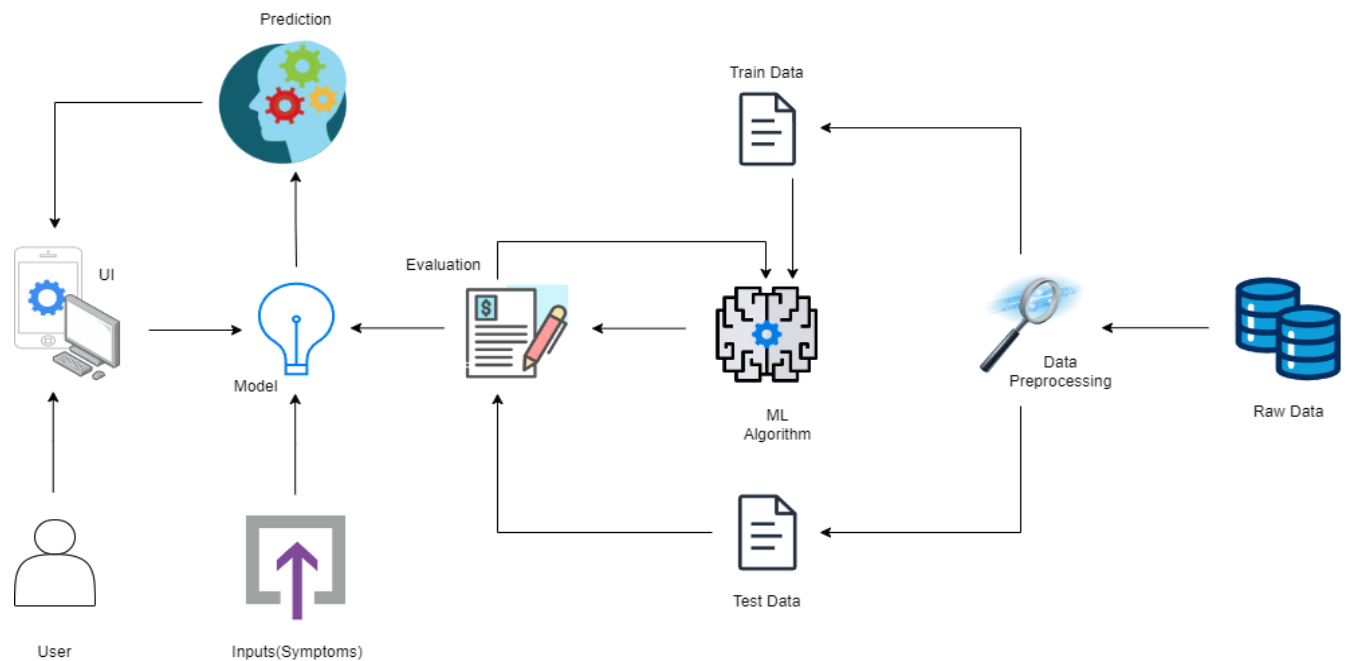 Prediction
Train Data
UI
Evaluation
$
Model
Data
Preprocessing
ML
Algorithm
Raw Data
Test Data
User
Inputs(Symptoms)